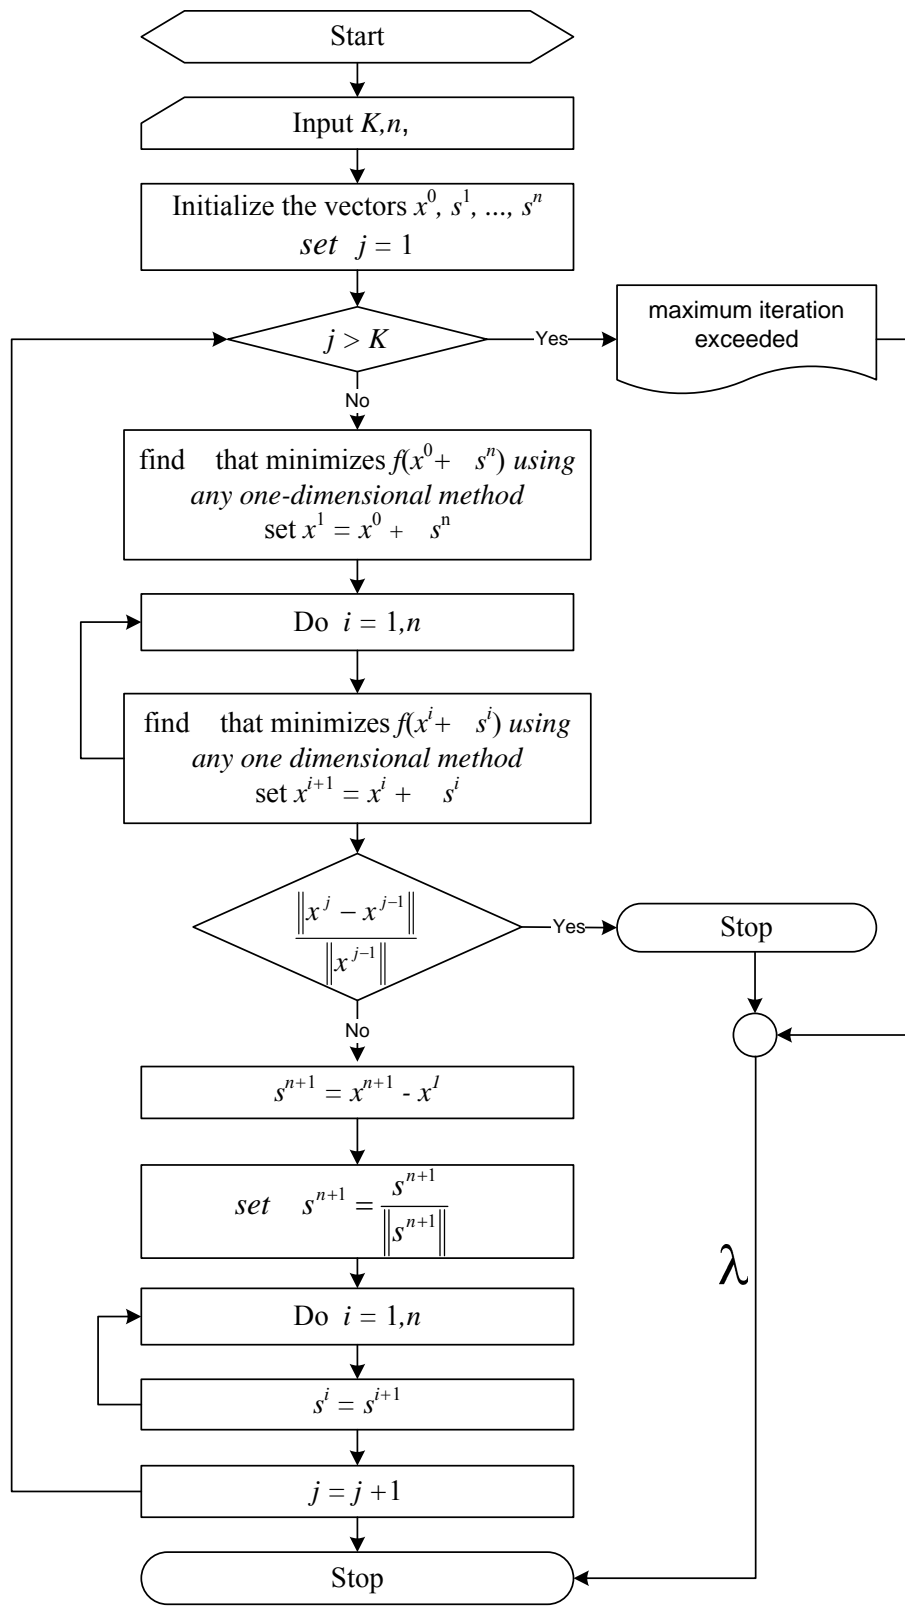 Start
Input K,n,
Initialize the vectors x⁰, s¹, ..., sⁿ
set j = 1
j > K
Yes
maximum iteration
exceeded
No
find that minimizes f(x⁰+ sⁿ) using
any one-dimensional method
set x¹ = x⁰ + sⁿ
Do i = 1,n
find that minimizes f(xⁱ+ sⁱ) using
any one dimensional method
set xⁱ⁺¹ = xⁱ + sⁱ
‖xʲ − xʲ⁻¹‖
‖xʲ⁻¹‖
Yes
Stop
No
sⁿ⁺¹ = xⁿ⁺¹ - x¹
set sⁿ⁺¹ = sⁿ⁺¹ / ‖sⁿ⁺¹‖
λ
Do i = 1,n
sⁱ = sⁱ⁺¹
j = j +1
Stop